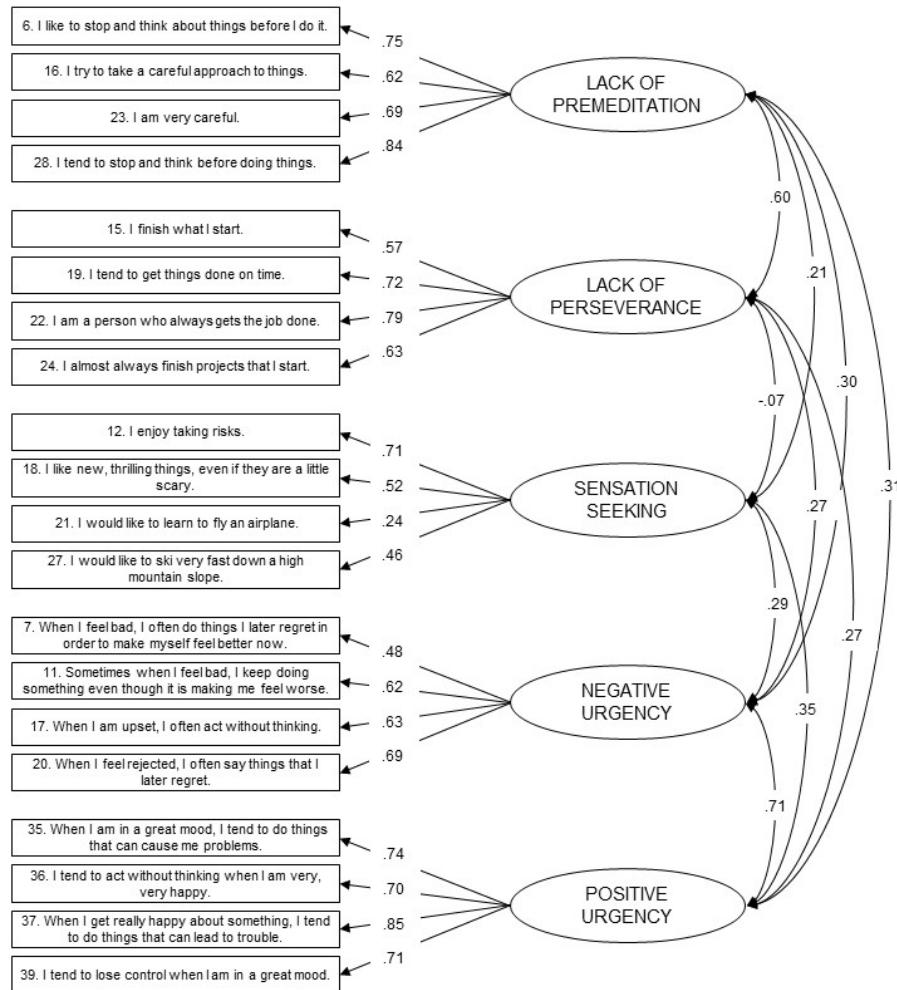 6. I like to stop and think about things before I do it.
.75
16. I try to take a careful approach to things.
.62
23. I am very careful.
.69
28. I tend to stop and think before doing things.
.84
LACK OF
PREMEDITATION
15. I finish what I start.
.57
19. I tend to get things done on time.
.72
22. I am a person who always gets the job done.
.79
24. I almost always finish projects that I start.
.63
LACK OF
PERSEVERANCE
12. I enjoy taking risks.
.71
18. I like new, thrilling things, even if they are a little
scary.
.52
21. I would like to learn to fly an airplane.
.24
27. I would like to ski very fast down a high
mountain slope.
.46
SENSATION
SEEKING
7. When I feel bad, I often do things I later regret in
order to make myself feel better now.
.48
11. Sometimes when I feel bad, I keep doing
something even though it is making me feel worse.
.62
17. When I am upset, I often act without thinking.
.63
20. When I feel rejected, I often say things that I
later regret.
.69
NEGATIVE
URGENCY
35. When I am in a great mood, I tend to do things
that can cause me problems.
.74
36. I tend to act without thinking when I am very,
very happy.
.70
37. When I get really happy about something, I tend
to do things that can lead to trouble.
.85
39. I tend to lose control when I am in a great mood.
.71
POSITIVE
URGENCY
.60
.21
.30
.31
-.07
.27
.27
.29
.35
.71